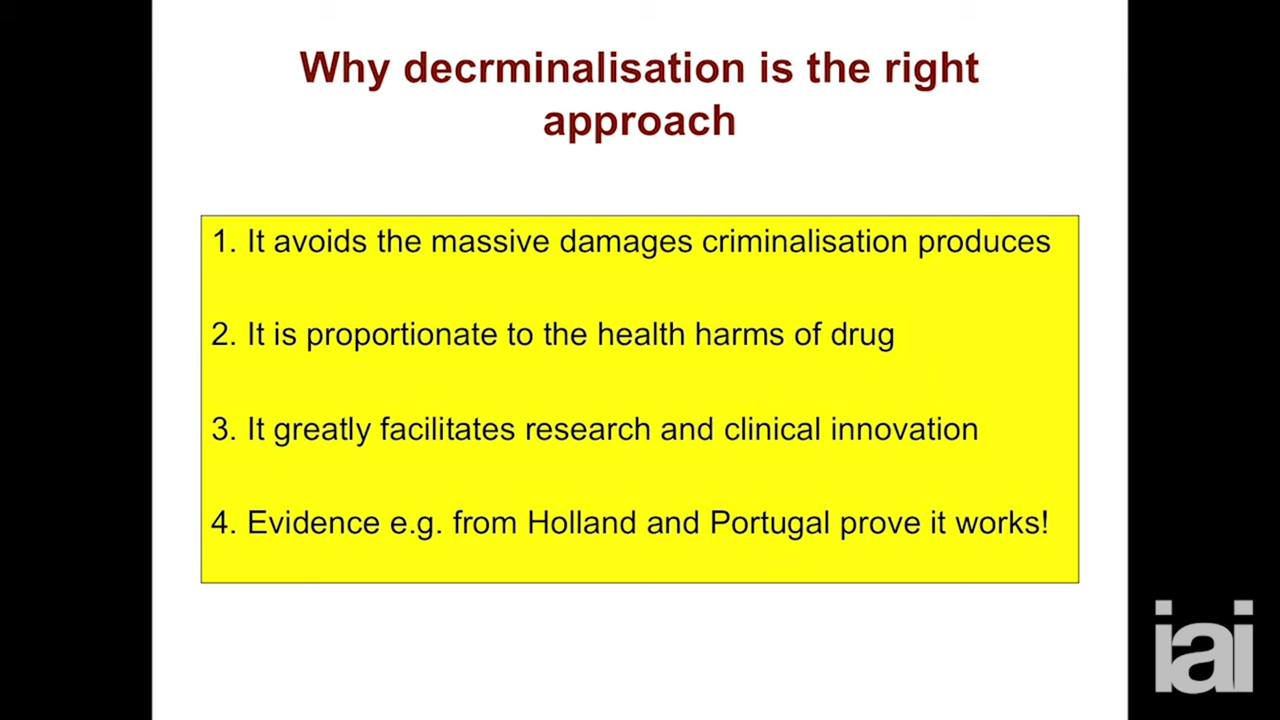 Why decrminalisation is the right
approach
1. It avoids the massive damages criminalisation produces
2. It is proportionate to the health harms of drug
3. It greatly facilitates research and clinical innovation
4. Evidence e.g. from Holland and Portugal prove it works!
iai